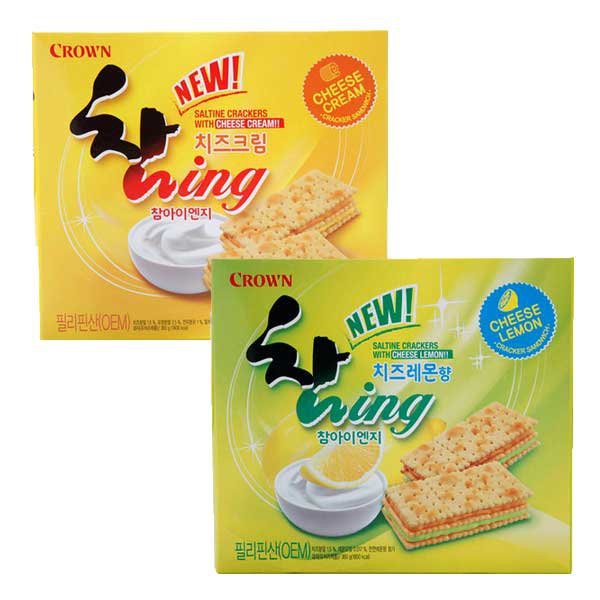 CROWN
NEW!
SALTINE CRACKERS
WITH CHEESE CREAM!!
치즈크림
참ing
참아이엔지
CHEESE
CREAM
-CRACKER SANDWICH-
필리핀산(OEM)
CROWN
NEW!
SALTINE CRACKERS
WITH CHEESE LEMON!!
치즈레몬향
참ing
참아이엔지
CHEESE
LEMON
-CRACKER SANDWICH-
필리핀산(OEM)